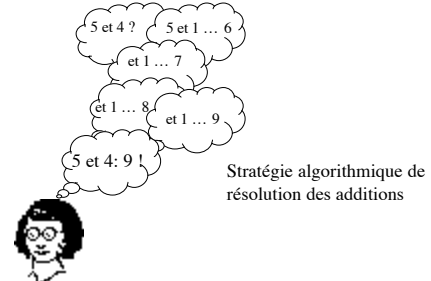 5 et 4 ?
5 et 1 … 6
et 1 … 7
et 1 … 8
et 1 … 9
5 et 4: 9 !
Stratégie algorithmique de
résolution des additions